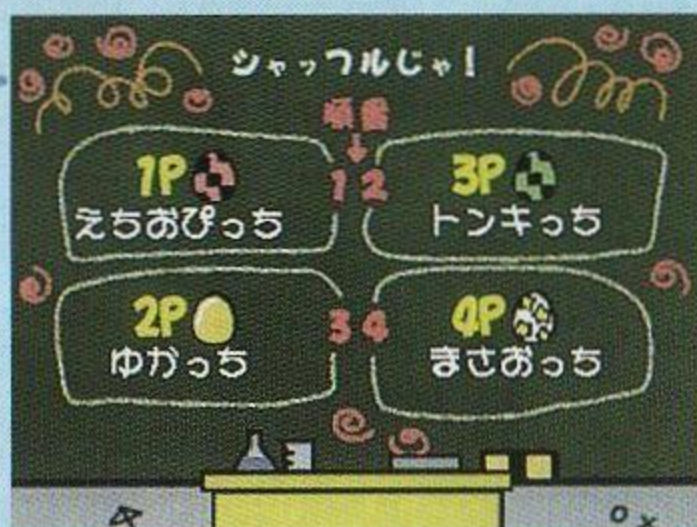 シャッフルじゃ!
順番
↓
1P 1
えちおぴっち
2 3P
トンキっち
2P 3
ゆかっち
4 4P
まさおっち